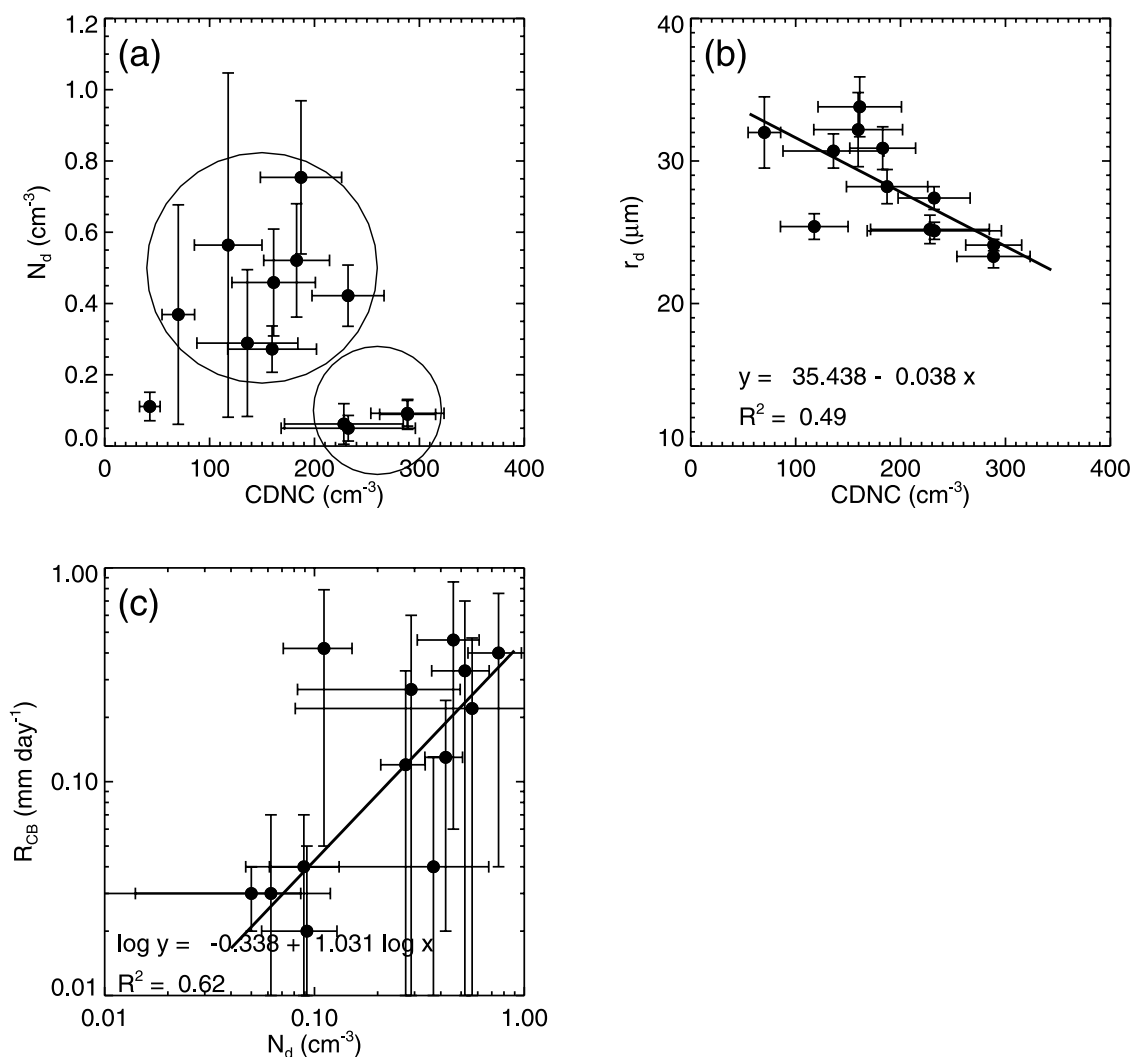 (a)
1.2
1.0
0.8
0.6
0.4
0.2
0.0
N_d (cm^-3)
0 100 200 300 400
CDNC (cm^-3)
(b)
40
30
20
10
r_d (μm)
y = 35.438 - 0.038 x
R^2 = 0.49
0 100 200 300 400
CDNC (cm^-3)
(c)
1.00
0.10
0.01
R_CB (mm day^-1)
log y = -0.338 + 1.031 log x
R^2 = 0.62
0.01 0.10 1.00
N_d (cm^-3)